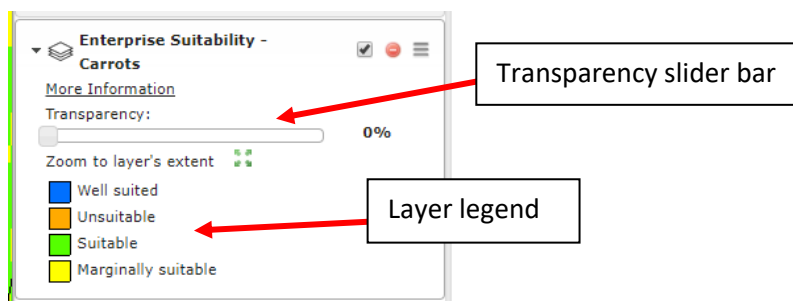 Enterprise Suitability -
Carrots
More Information
Transparency:
0%
Zoom to layer's extent
Well suited
Unsuitable
Suitable
Marginally suitable
Transparency slider bar
Layer legend